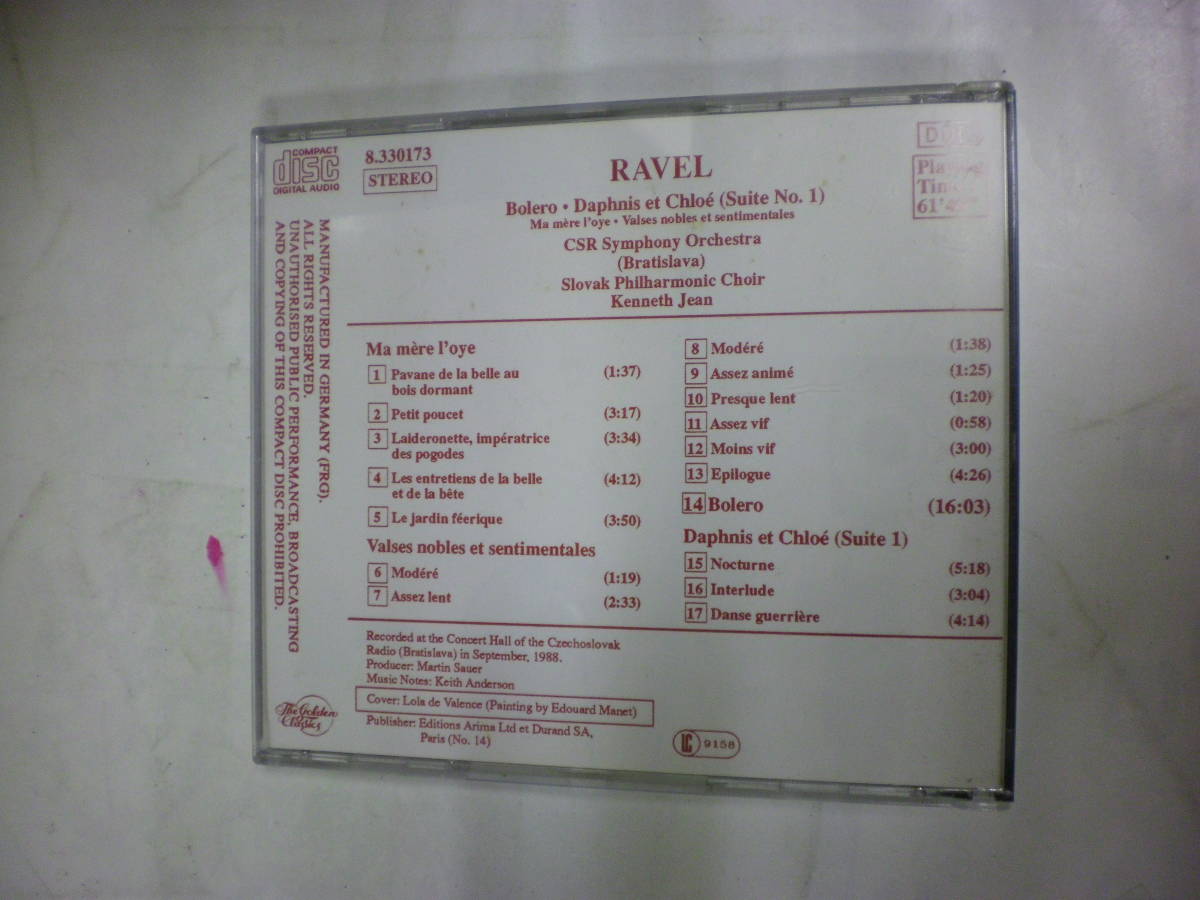 COMPACT
disc
DIGITAL AUDIO
8.330173
STEREO
RAVEL
Bolero • Daphnis et Chloé (Suite No. 1)
Ma mère l'oye • Valses nobles et sentimentales
CSR Symphony Orchestra
(Bratislava)
Slovak Philharmonic Choir
Kenneth Jean
MANUFACTURED IN GERMANY (FRG).
ALL RIGHTS RESERVED.
UNAUTHORISED PUBLIC PERFORMANCE, BROADCASTING
AND COPYING OF THIS COMPACT DISC PROHIBITED.
Ma mère l'oye
1 Pavane de la belle au (1:37)
bois dormant
2 Petit poucet (3:17)
3 Laideronette, impératrice (3:34)
des pogodes
4 Les entretiens de la belle (4:12)
et de la bête
5 Le jardin féerique (3:50)
Valses nobles et sentimentales
6 Modéré (1:19)
7 Assez lent (2:33)
8 Modéré (1:38)
9 Assez animé (1:25)
10 Presque lent (1:20)
11 Assez vif (0:58)
12 Moins vif (3:00)
13 Epilogue (4:26)
14 Bolero (16:03)
Daphnis et Chloé (Suite 1)
15 Nocturne (5:18)
16 Interlude (3:04)
17 Danse guerrière (4:14)
Recorded at the Concert Hall of the Czechoslovak
Radio (Bratislava) in September, 1988.
Producer: Martin Sauer
Music Notes: Keith Anderson
Cover: Lola de Valence (Painting by Edouard Manet)
Publisher: Editions Arima Ltd et Durand SA,
Paris (No. 14)
The Golden
Classics
LC 9158